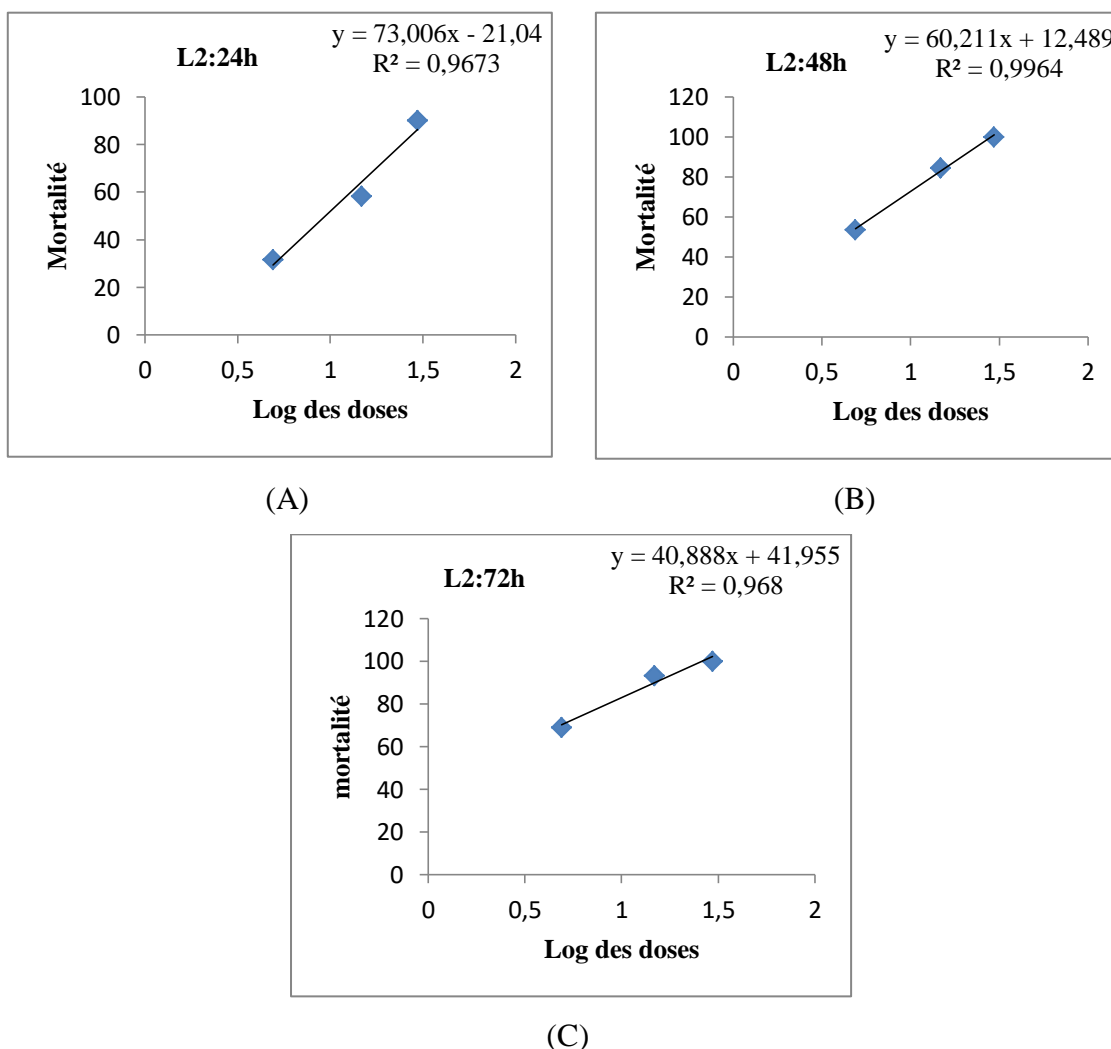 L2:24h
y = 73,006x - 21,04
R² = 0,9673
Mortalité
100
80
60
40
20
0
0 0,5 1 1,5 2
Log des doses
(A)
L2:48h
y = 60,211x + 12,489
R² = 0,9964
Mortalité
120
100
80
60
40
20
0
0 0,5 1 1,5 2
Log des doses
(B)
L2:72h
y = 40,888x + 41,955
R² = 0,968
mortalité
120
100
80
60
40
20
0
0 0,5 1 1,5 2
Log des doses
(C)